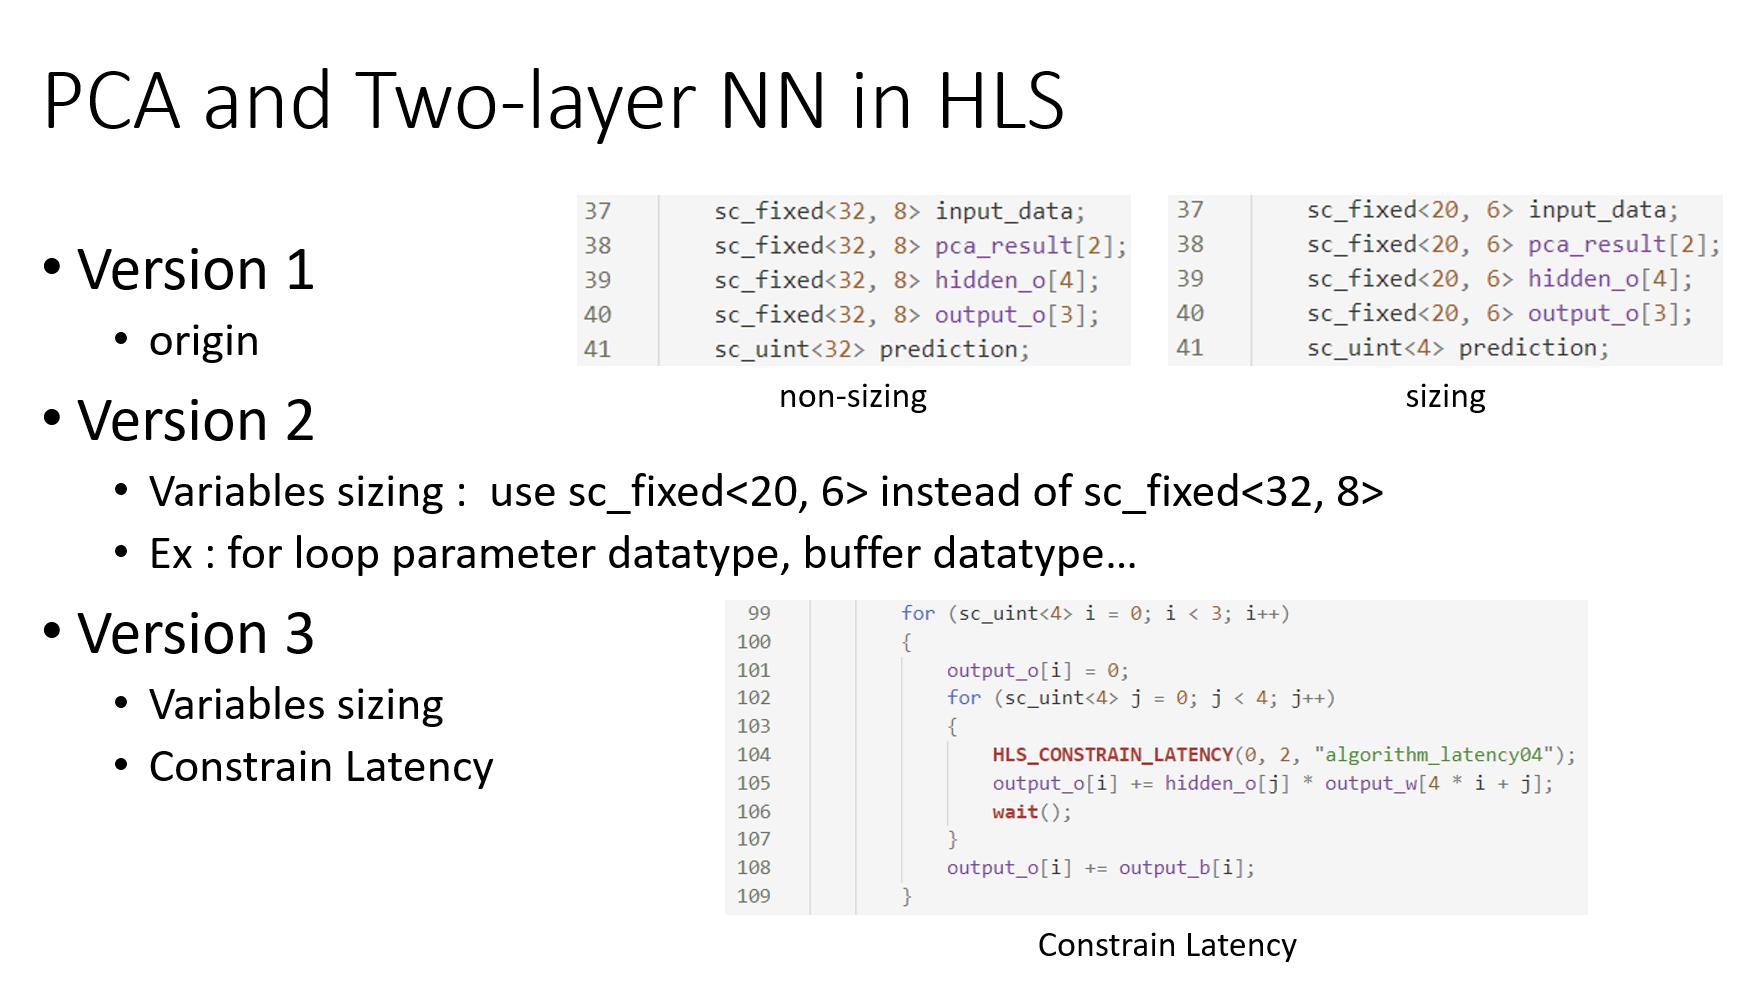 PCA and Two-layer NN in HLS
• Version 1
• origin
37 sc_fixed<32, 8> input_data;
38 sc_fixed<32, 8> pca_result[2];
39 sc_fixed<32, 8> hidden_o[4];
40 sc_fixed<32, 8> output_o[3];
41 sc_uint<32> prediction;
non-sizing
37 sc_fixed<20, 6> input_data;
38 sc_fixed<20, 6> pca_result[2];
39 sc_fixed<20, 6> hidden_o[4];
40 sc_fixed<20, 6> output_o[3];
41 sc_uint<4> prediction;
sizing
• Version 2
• Variables sizing : use sc_fixed<20, 6> instead of sc_fixed<32, 8>
• Ex : for loop parameter datatype, buffer datatype…
• Version 3
• Variables sizing
• Constrain Latency
99 for (sc_uint<4> i = 0; i < 3; i++)
100 {
101 output_o[i] = 0;
102 for (sc_uint<4> j = 0; j < 4; j++)
103 {
104 HLS_CONSTRAIN_LATENCY(0, 2, "algorithm_latency04");
105 output_o[i] += hidden_o[j] * output_w[4 * i + j];
106 wait();
107 }
108 output_o[i] += output_b[i];
109 }
Constrain Latency